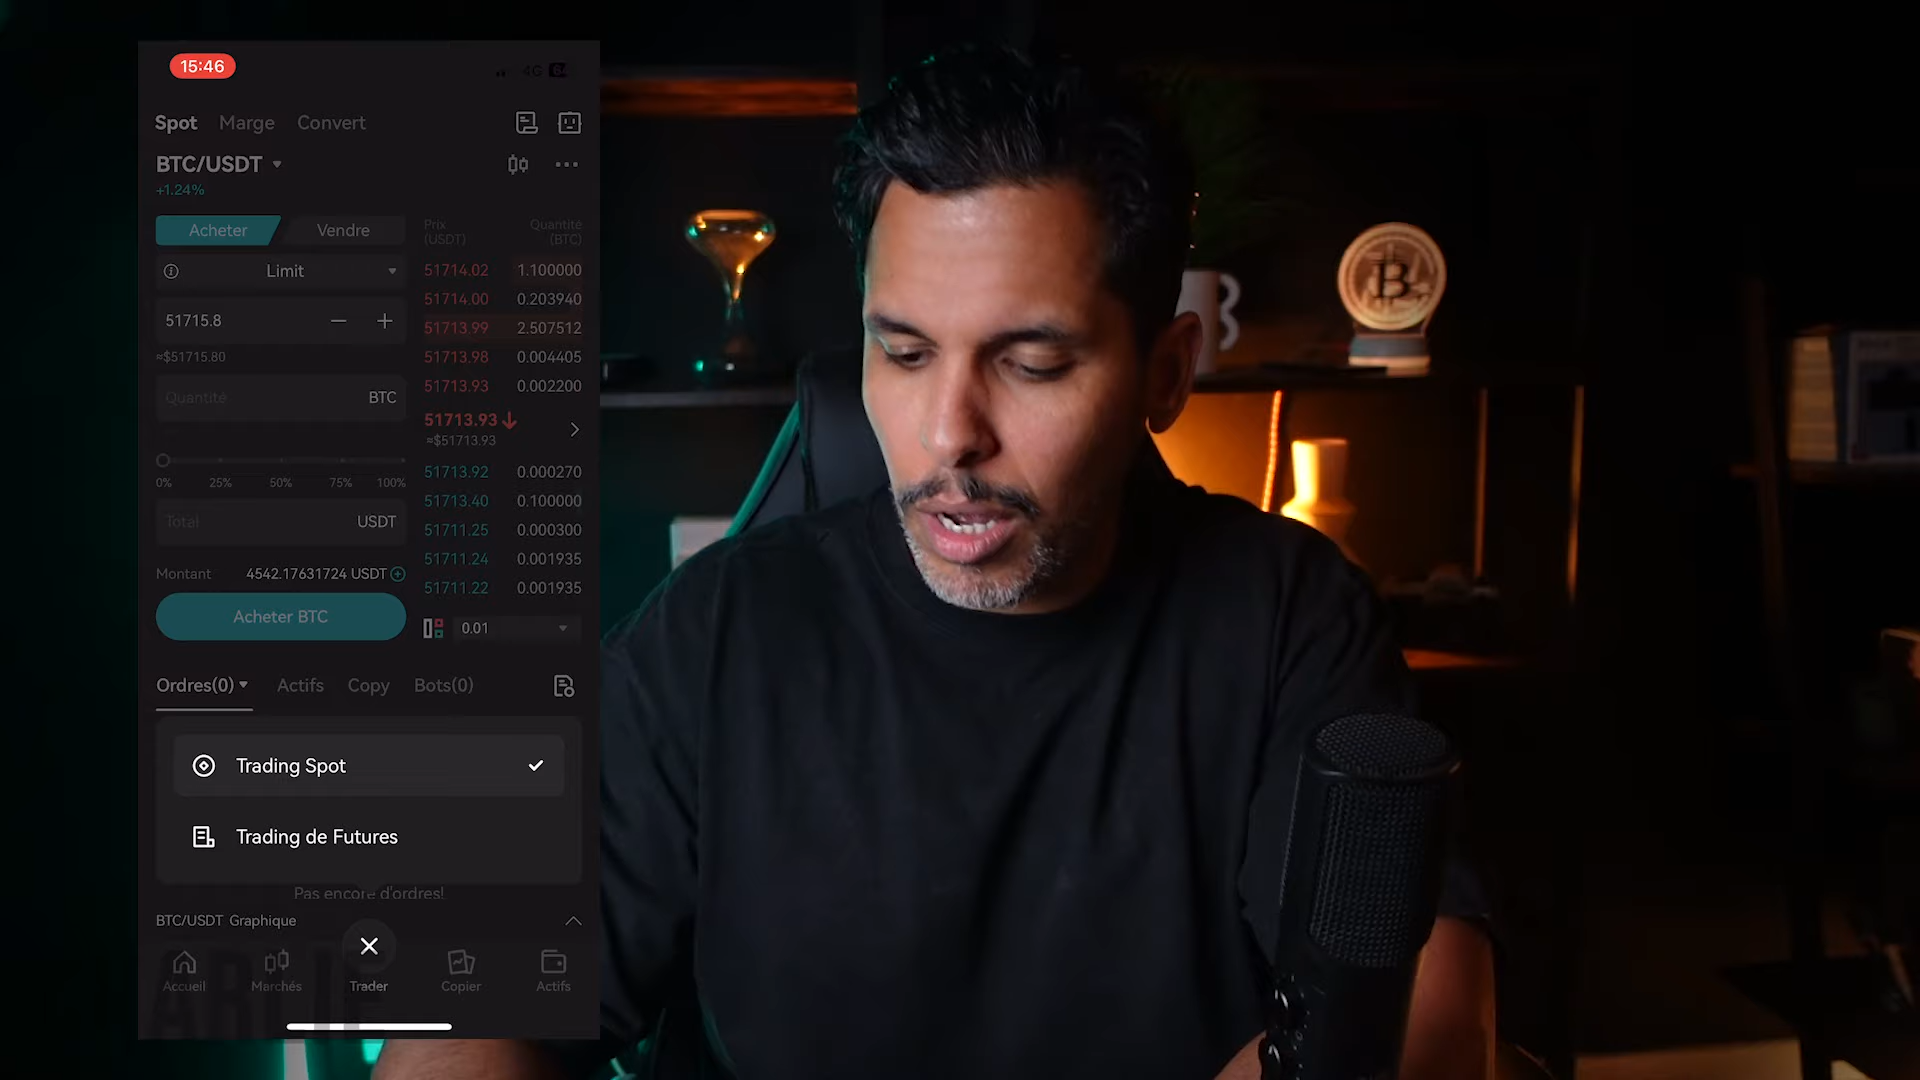 15:46
4G
Spot Marge Convert
BTC/USDT
+1.24%
Acheter Vendre
Prix (USDT) Quantité (BTC)
Limit
51714.02 1.100000
51714.00 0.203940
51715.8
51713.99 2.507512
≈$51715.80
51713.98 0.004405
51713.93 0.002200
Quantité BTC
51713.93
≈$51713.93
0% 25% 50% 75% 100%
51713.92 0.000270
51713.40 0.100000
Total USDT
51711.25 0.000300
51711.24 0.001935
Montant 4542.17631724 USDT
51711.22 0.001935
Acheter BTC
0.01
Ordres(0) Actifs Copy Bots(0)
Trading Spot
Trading de Futures
Pas encore d'ordres!
BTC/USDT Graphique
Accueil Marchés Trader Copier Actifs